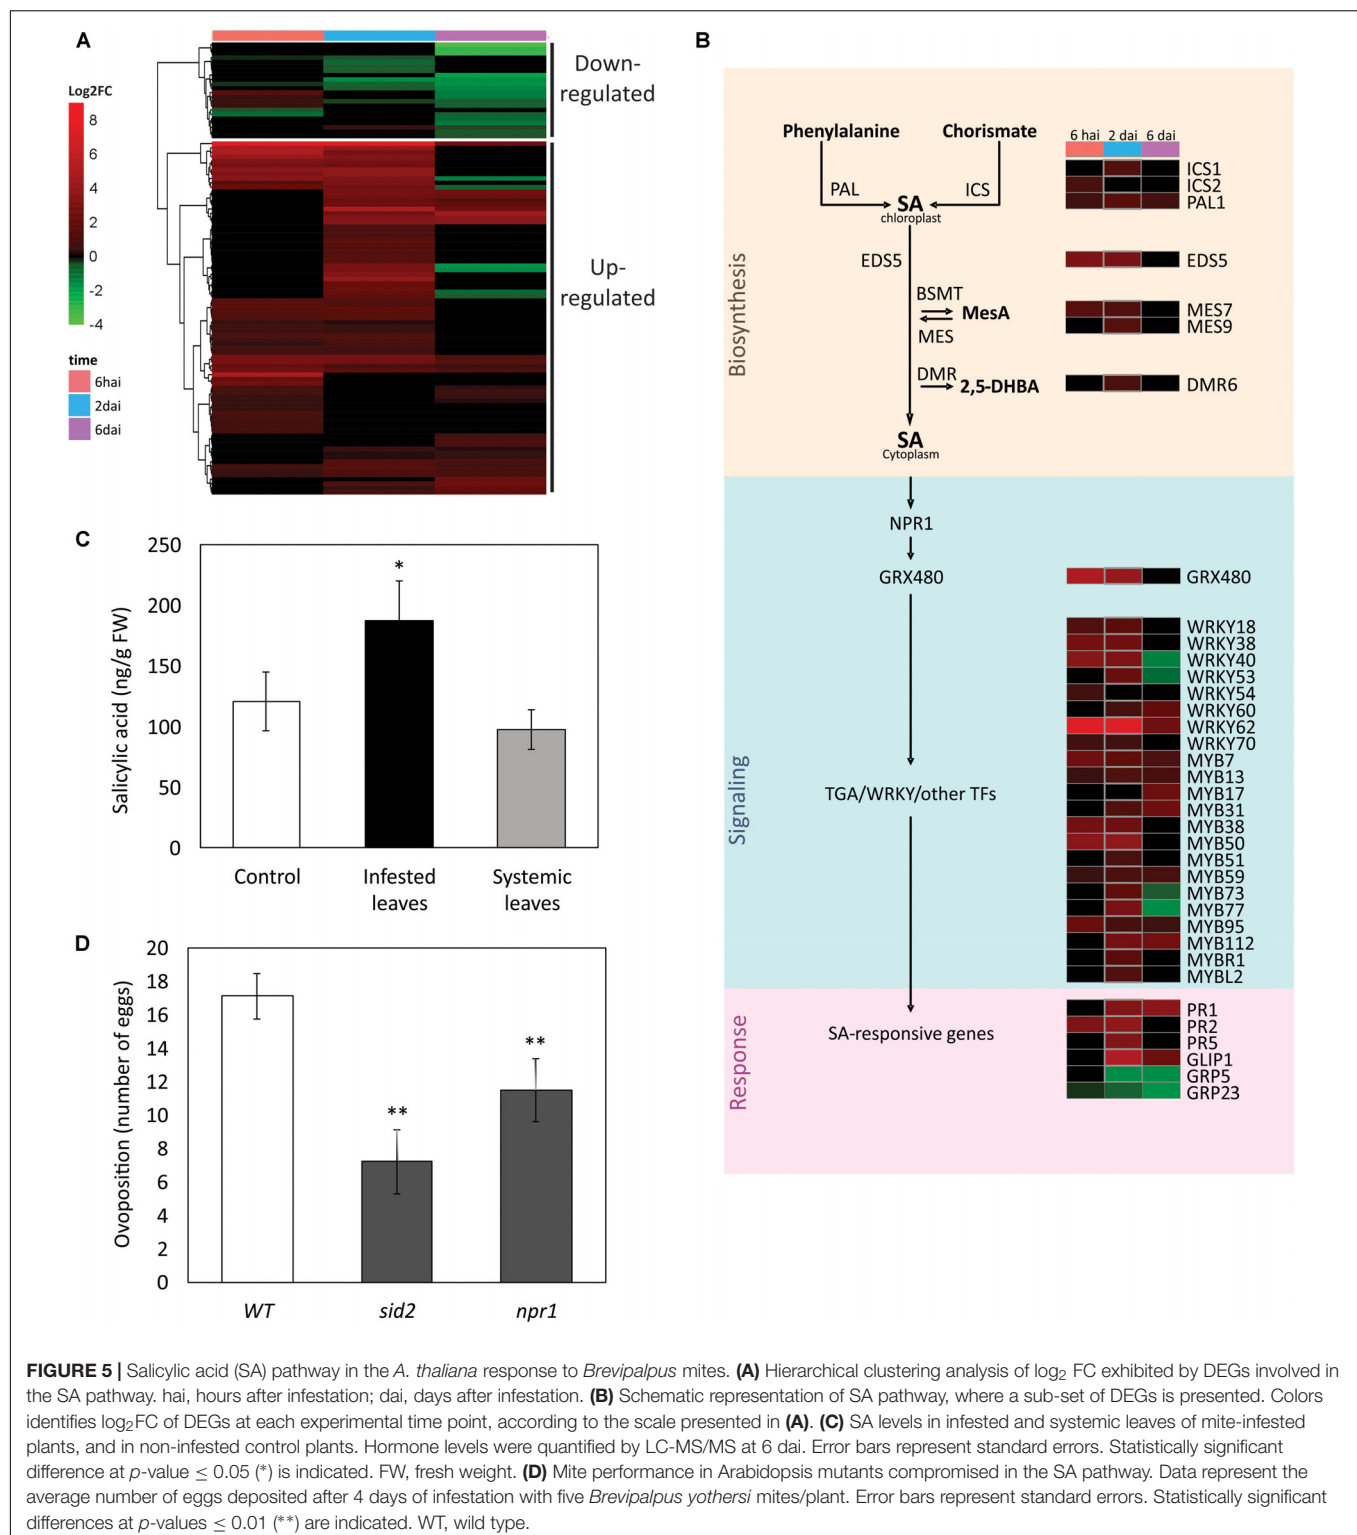 A
Log2FC
8
6
4
2
0
-2
-4
time
6hai
2dai
6dai
Down-
regulated
Up-
regulated
B
Biosynthesis
Phenylalanine
Chorismate
PAL
ICS
SA
chloroplast
EDS5
BSMT
MesA
MES
DMR
2,5-DHBA
SA
Cytoplasm
6 hai 2 dai 6 dai
ICS1
ICS2
PAL1
EDS5
MES7
MES9
DMR6
Signaling
NPR1
GRX480
TGA/WRKY/other TFs
GRX480
WRKY18
WRKY38
WRKY40
WRKY53
WRKY54
WRKY60
WRKY62
WRKY70
MYB7
MYB13
MYB17
MYB31
MYB38
MYB50
MYB51
MYB59
MYB73
MYB77
MYB95
MYB112
MYBR1
MYBL2
Response
SA-responsive genes
PR1
PR2
PR5
GLIP1
GRP5
GRP23
C
Salicylic acid (ng/g FW)
250
200
150
100
50
0
*
Control
Infested
leaves
Systemic
leaves
D
Ovoposition (number of eggs)
20
18
16
14
12
10
8
6
4
2
0
**
**
WT
sid2
npr1
FIGURE 5 | Salicylic acid (SA) pathway in the A. thaliana response to Brevipalpus mites. (A) Hierarchical clustering analysis of log2 FC exhibited by DEGs involved in
the SA pathway. hai, hours after infestation; dai, days after infestation. (B) Schematic representation of SA pathway, where a sub-set of DEGs is presented. Colors
identifies log2FC of DEGs at each experimental time point, according to the scale presented in (A). (C) SA levels in infested and systemic leaves of mite-infested
plants, and in non-infested control plants. Hormone levels were quantified by LC-MS/MS at 6 dai. Error bars represent standard errors. Statistically significant
difference at p-value ≤ 0.05 (*) is indicated. FW, fresh weight. (D) Mite performance in Arabidopsis mutants compromised in the SA pathway. Data represent the
average number of eggs deposited after 4 days of infestation with five Brevipalpus yothersi mites/plant. Error bars represent standard errors. Statistically significant
differences at p-values ≤ 0.01 (**) are indicated. WT, wild type.